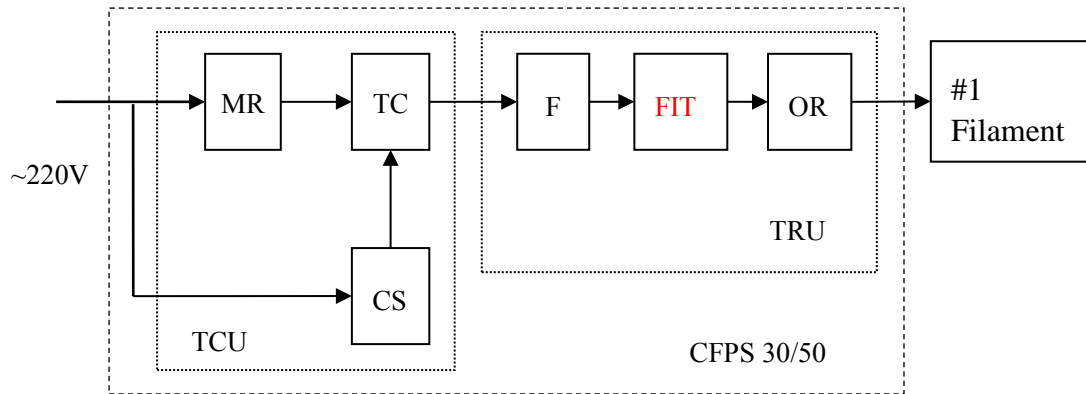 MR
TC
F
FIT
OR
#1
Filament
~220V
TRU
CS
TCU
CFPS 30/50